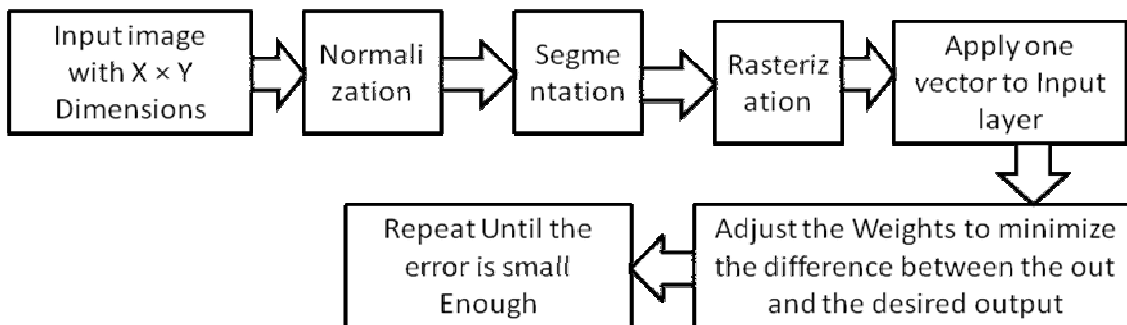 Input image
with X × Y
Dimensions
Normali
zation
Segme
ntation
Rasteriz
ation
Apply one
vector to Input
layer
Adjust the Weights to minimize
the difference between the out
and the desired output
Repeat Until the
error is small
Enough